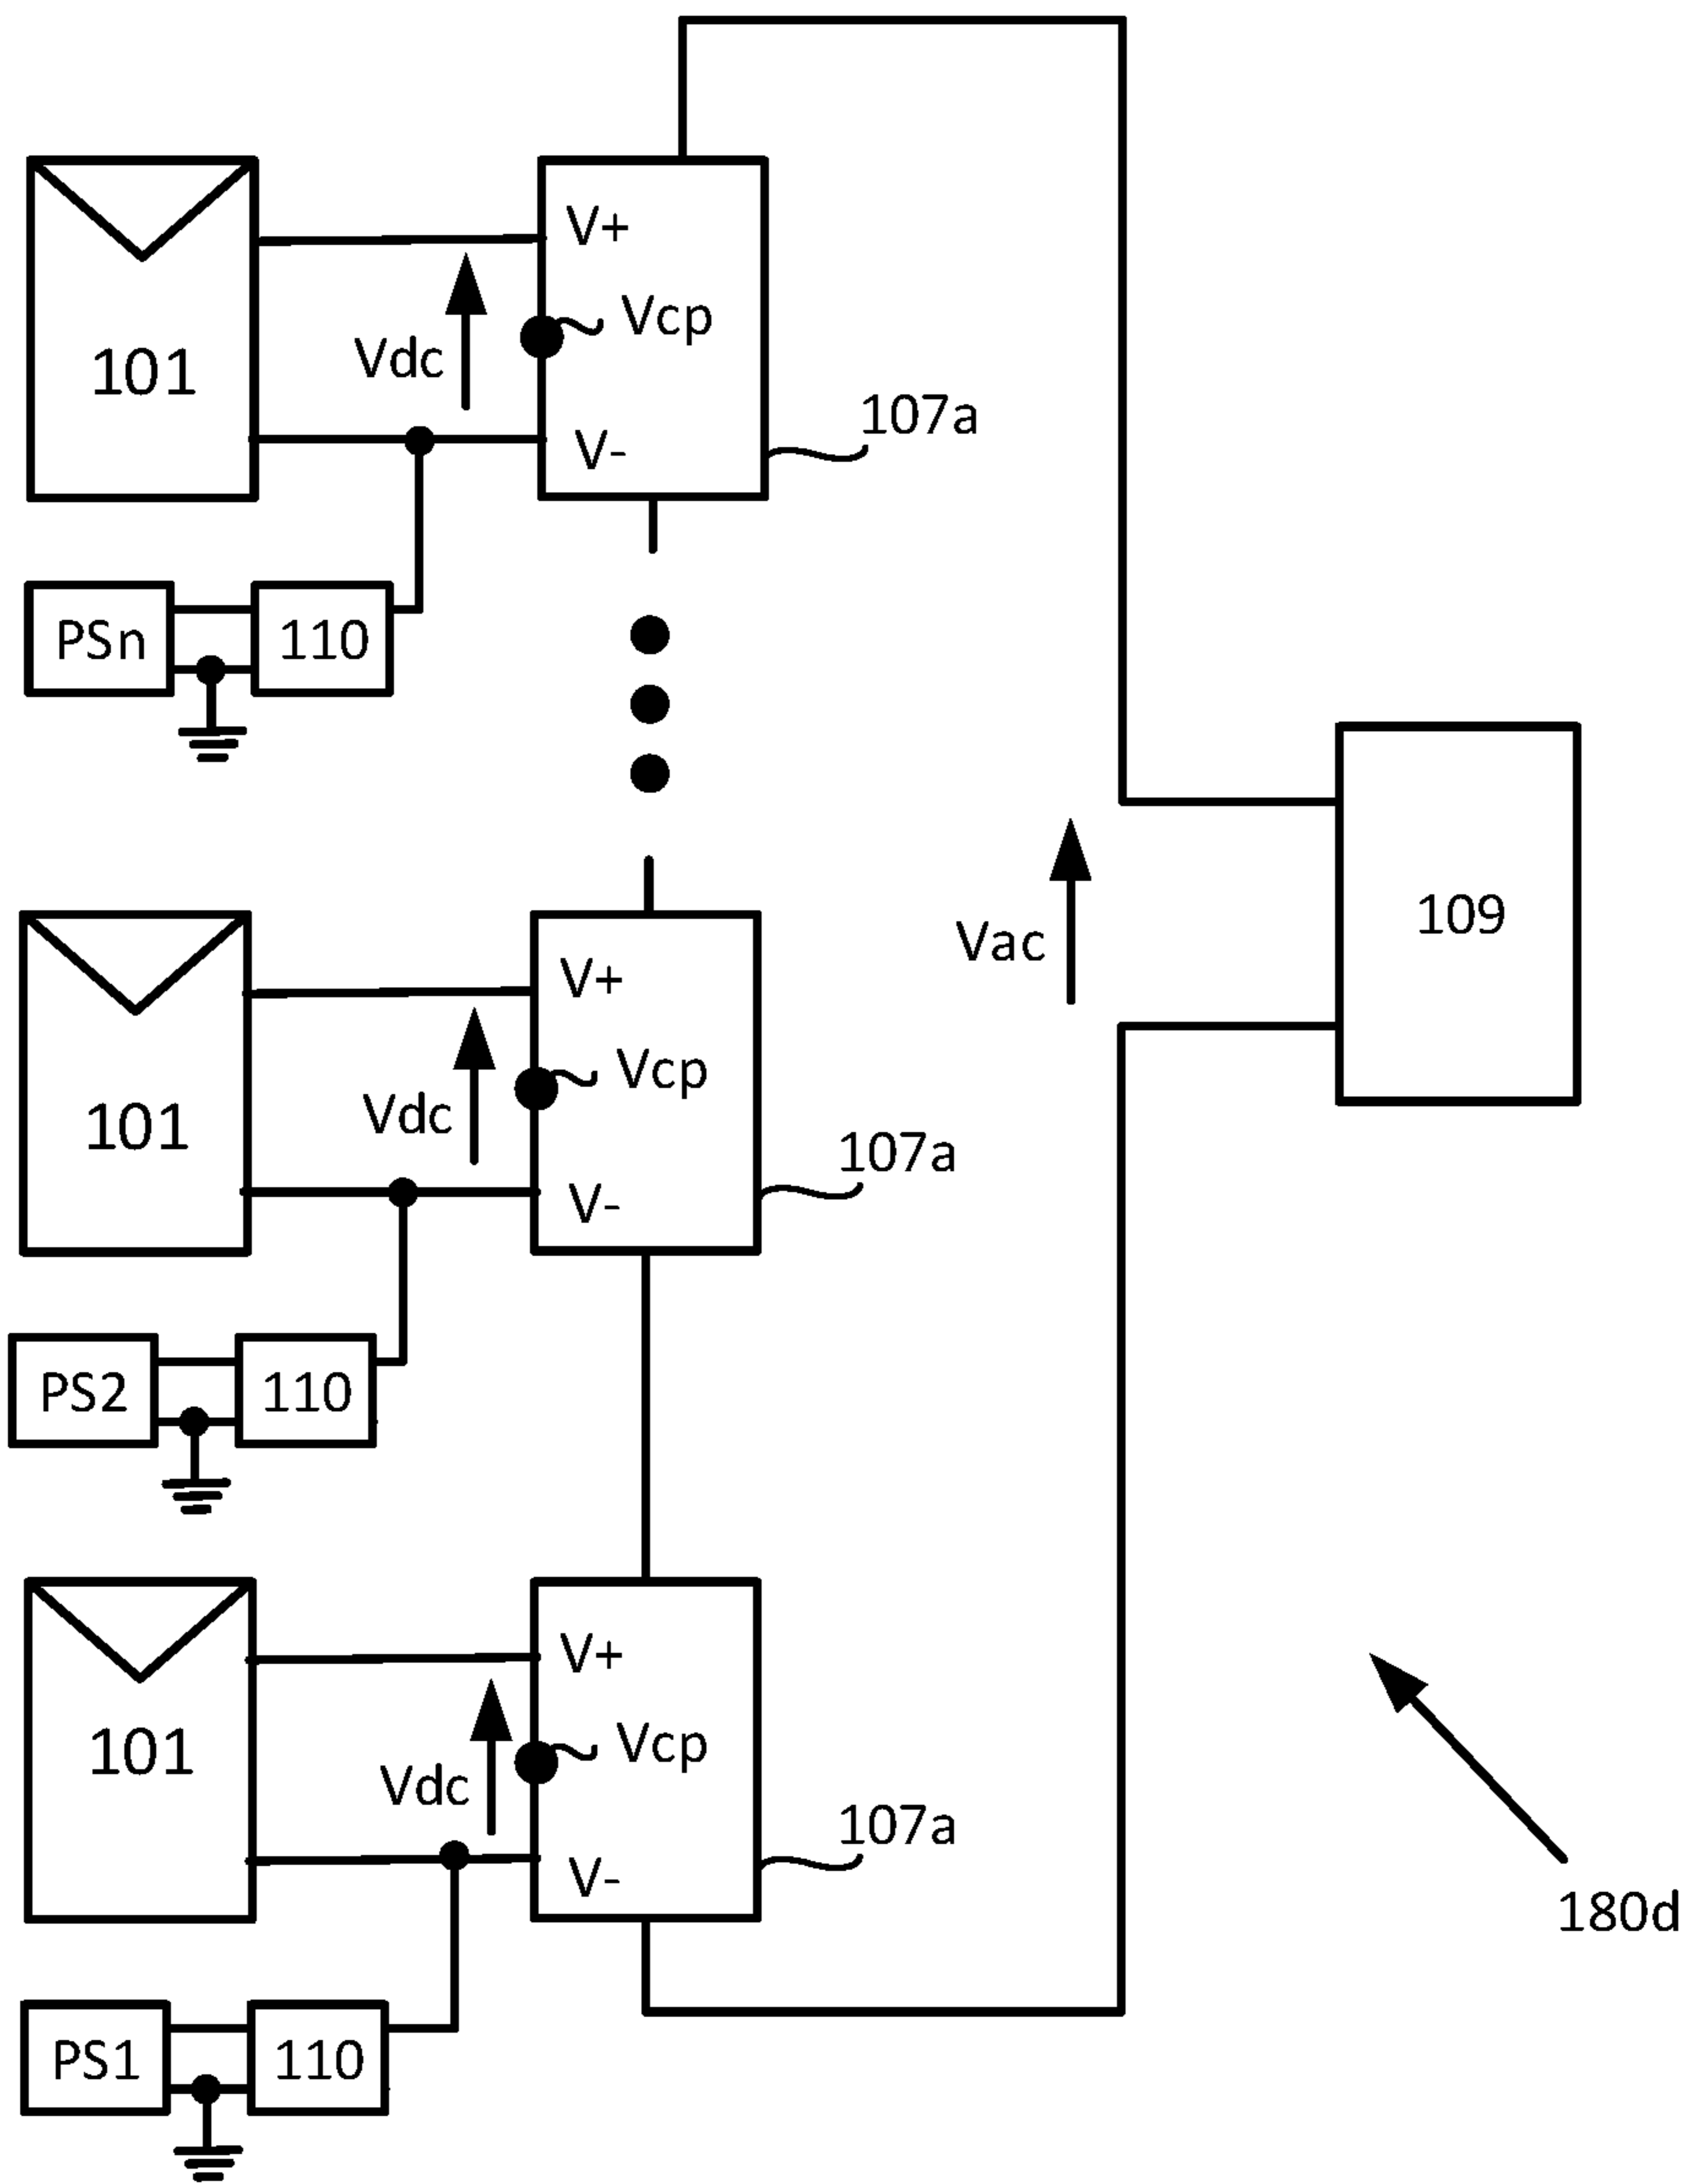 V+
Vcp
Vdc
101
107a
V-
PSn
110
109
Vac
V+
Vcp
Vdc
101
107a
V-
PS2
110
V+
Vcp
101
Vdc
107a
V-
180d
PS1
110